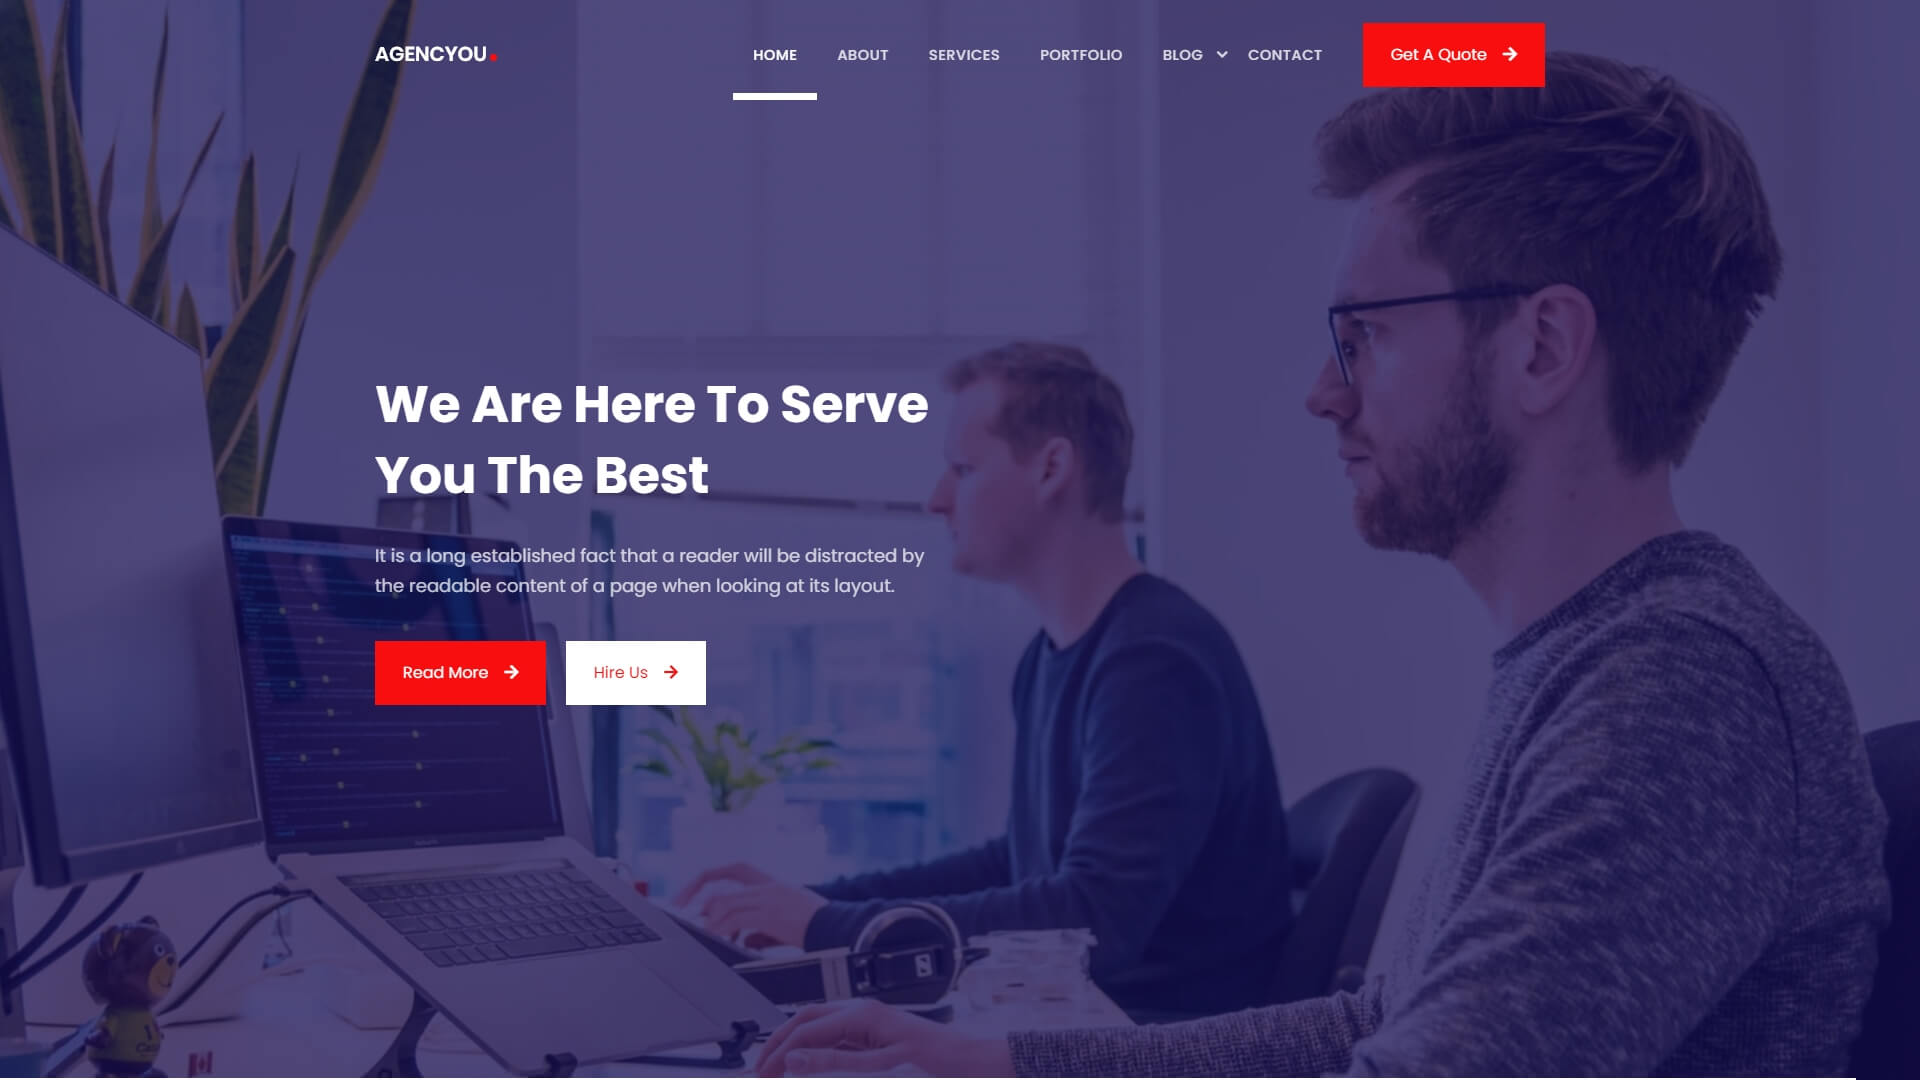 AGENCYOU.
HOME ABOUT SERVICES PORTFOLIO BLOG CONTACT Get A Quote
We Are Here To Serve
You The Best
It is a long established fact that a reader will be distracted by
the readable content of a page when looking at its layout.
Read More Hire Us